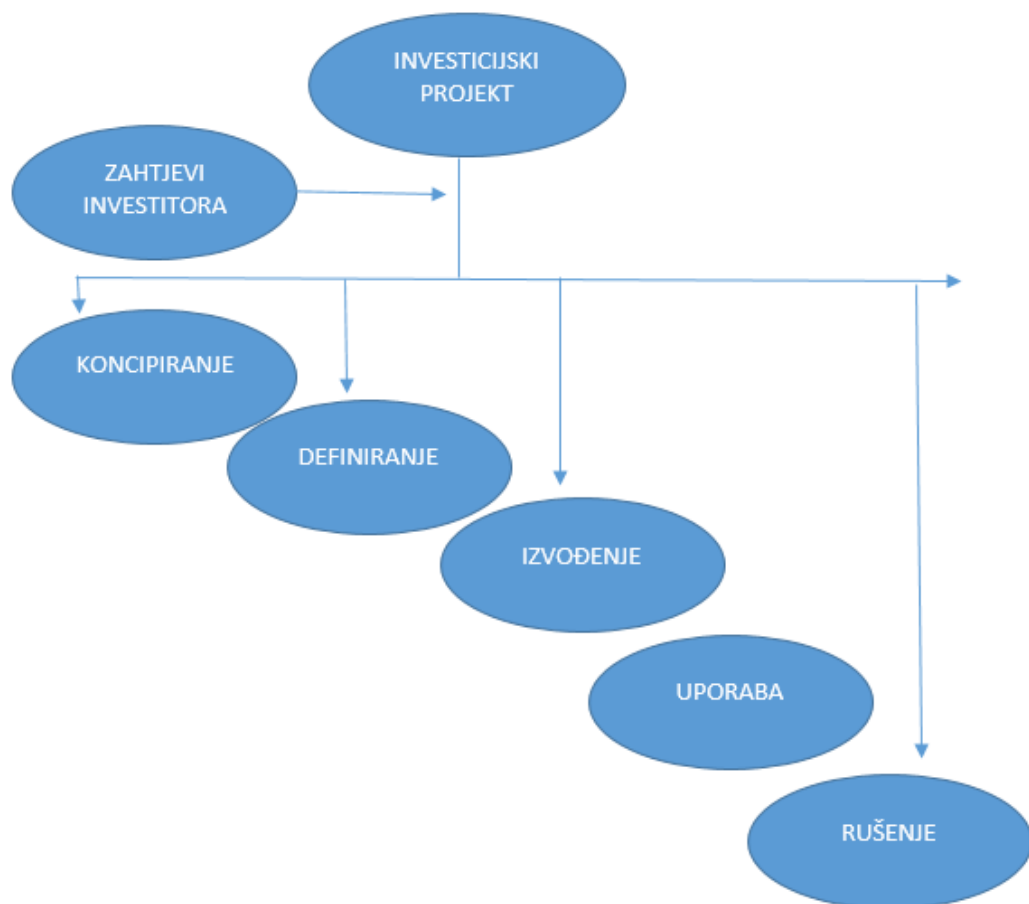 INVESTICIJSKI
PROJEKT
ZAHTJEVI
INVESTITORA
KONCIPIRANJE
DEFINIRANJE
IZVOĐENJE
UPORABA
RUŠENJE